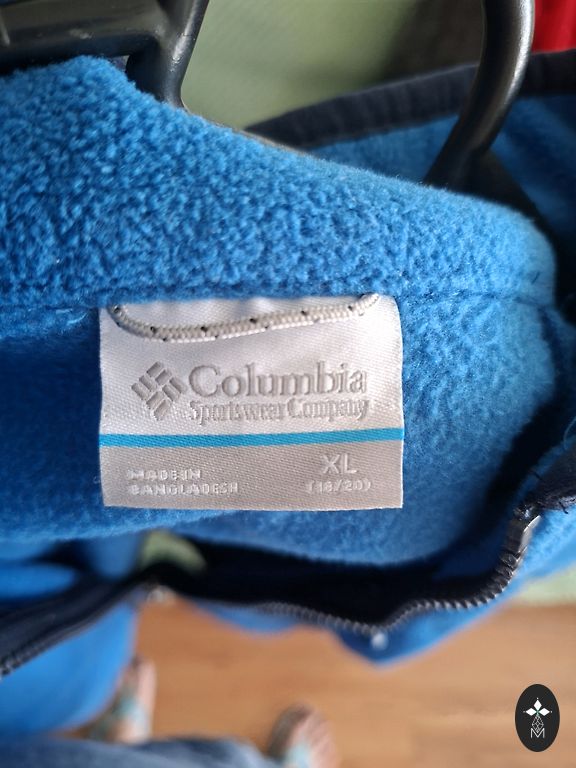 Columbia
Sportswear Company
MADE IN
BANGLADESH
XL
(18/20)
M